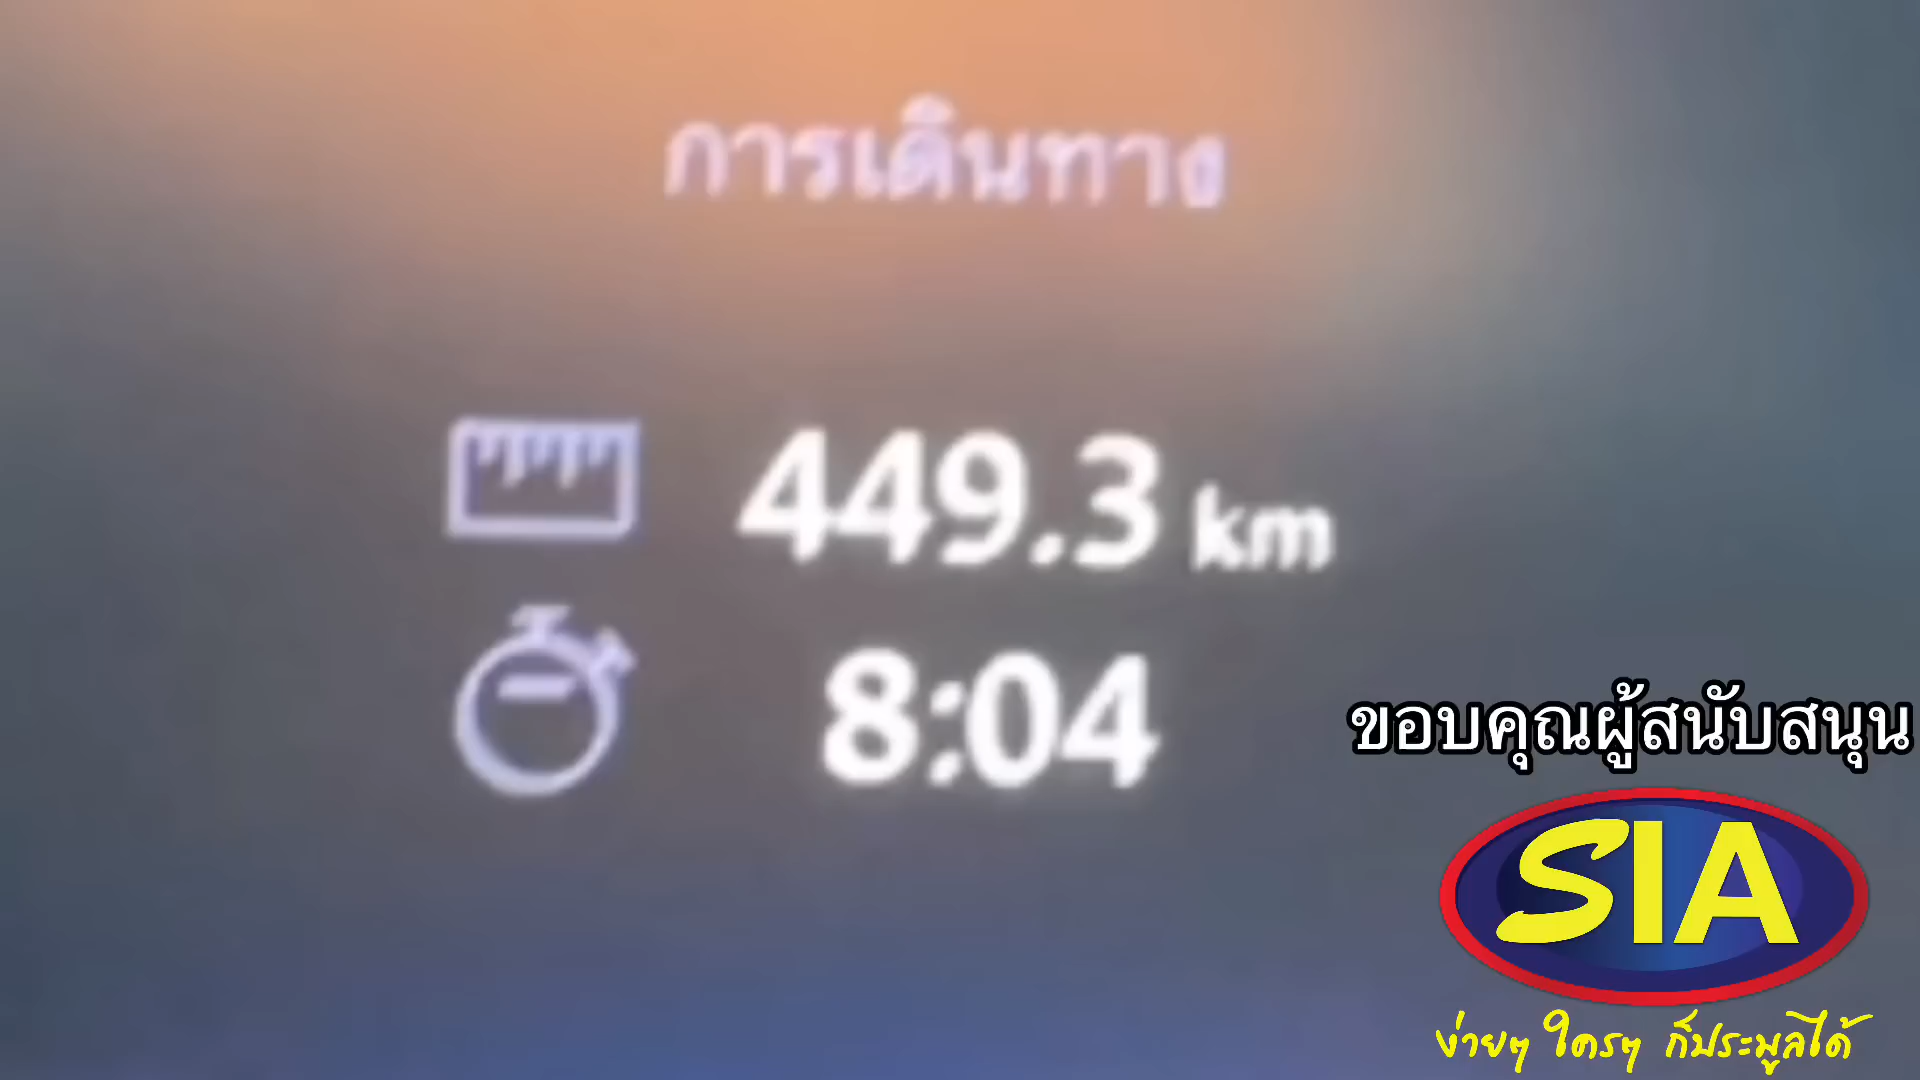 การเดินทาง
449.3 km
8:04
ขอบคุณผู้สนับสนุน
SIA
ง่ายๆ ใครๆ ก็ประมูลได้